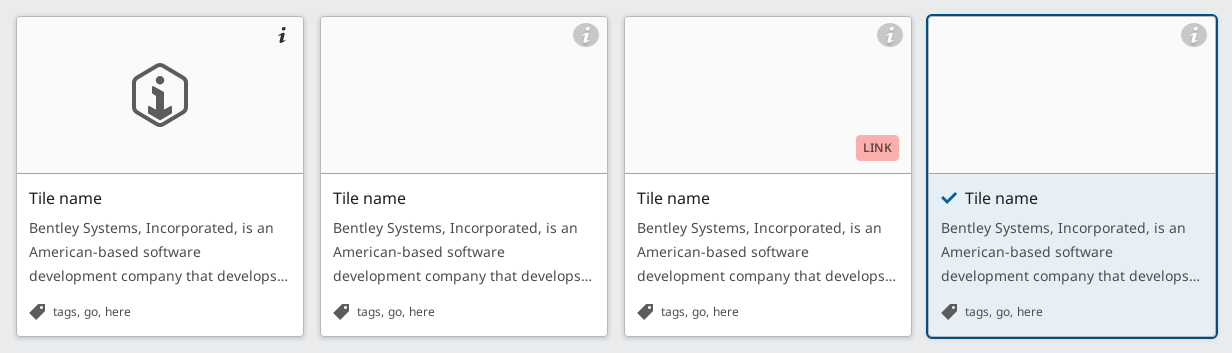 Tile name
Bentley Systems, Incorporated, is an
American-based software
development company that develops...
tags, go, here
Tile name
Bentley Systems, Incorporated, is an
American-based software
development company that develops...
tags, go, here
LINK
Tile name
Bentley Systems, Incorporated, is an
American-based software
development company that develops...
tags, go, here
Tile name
Bentley Systems, Incorporated, is an
American-based software
development company that develops...
tags, go, here